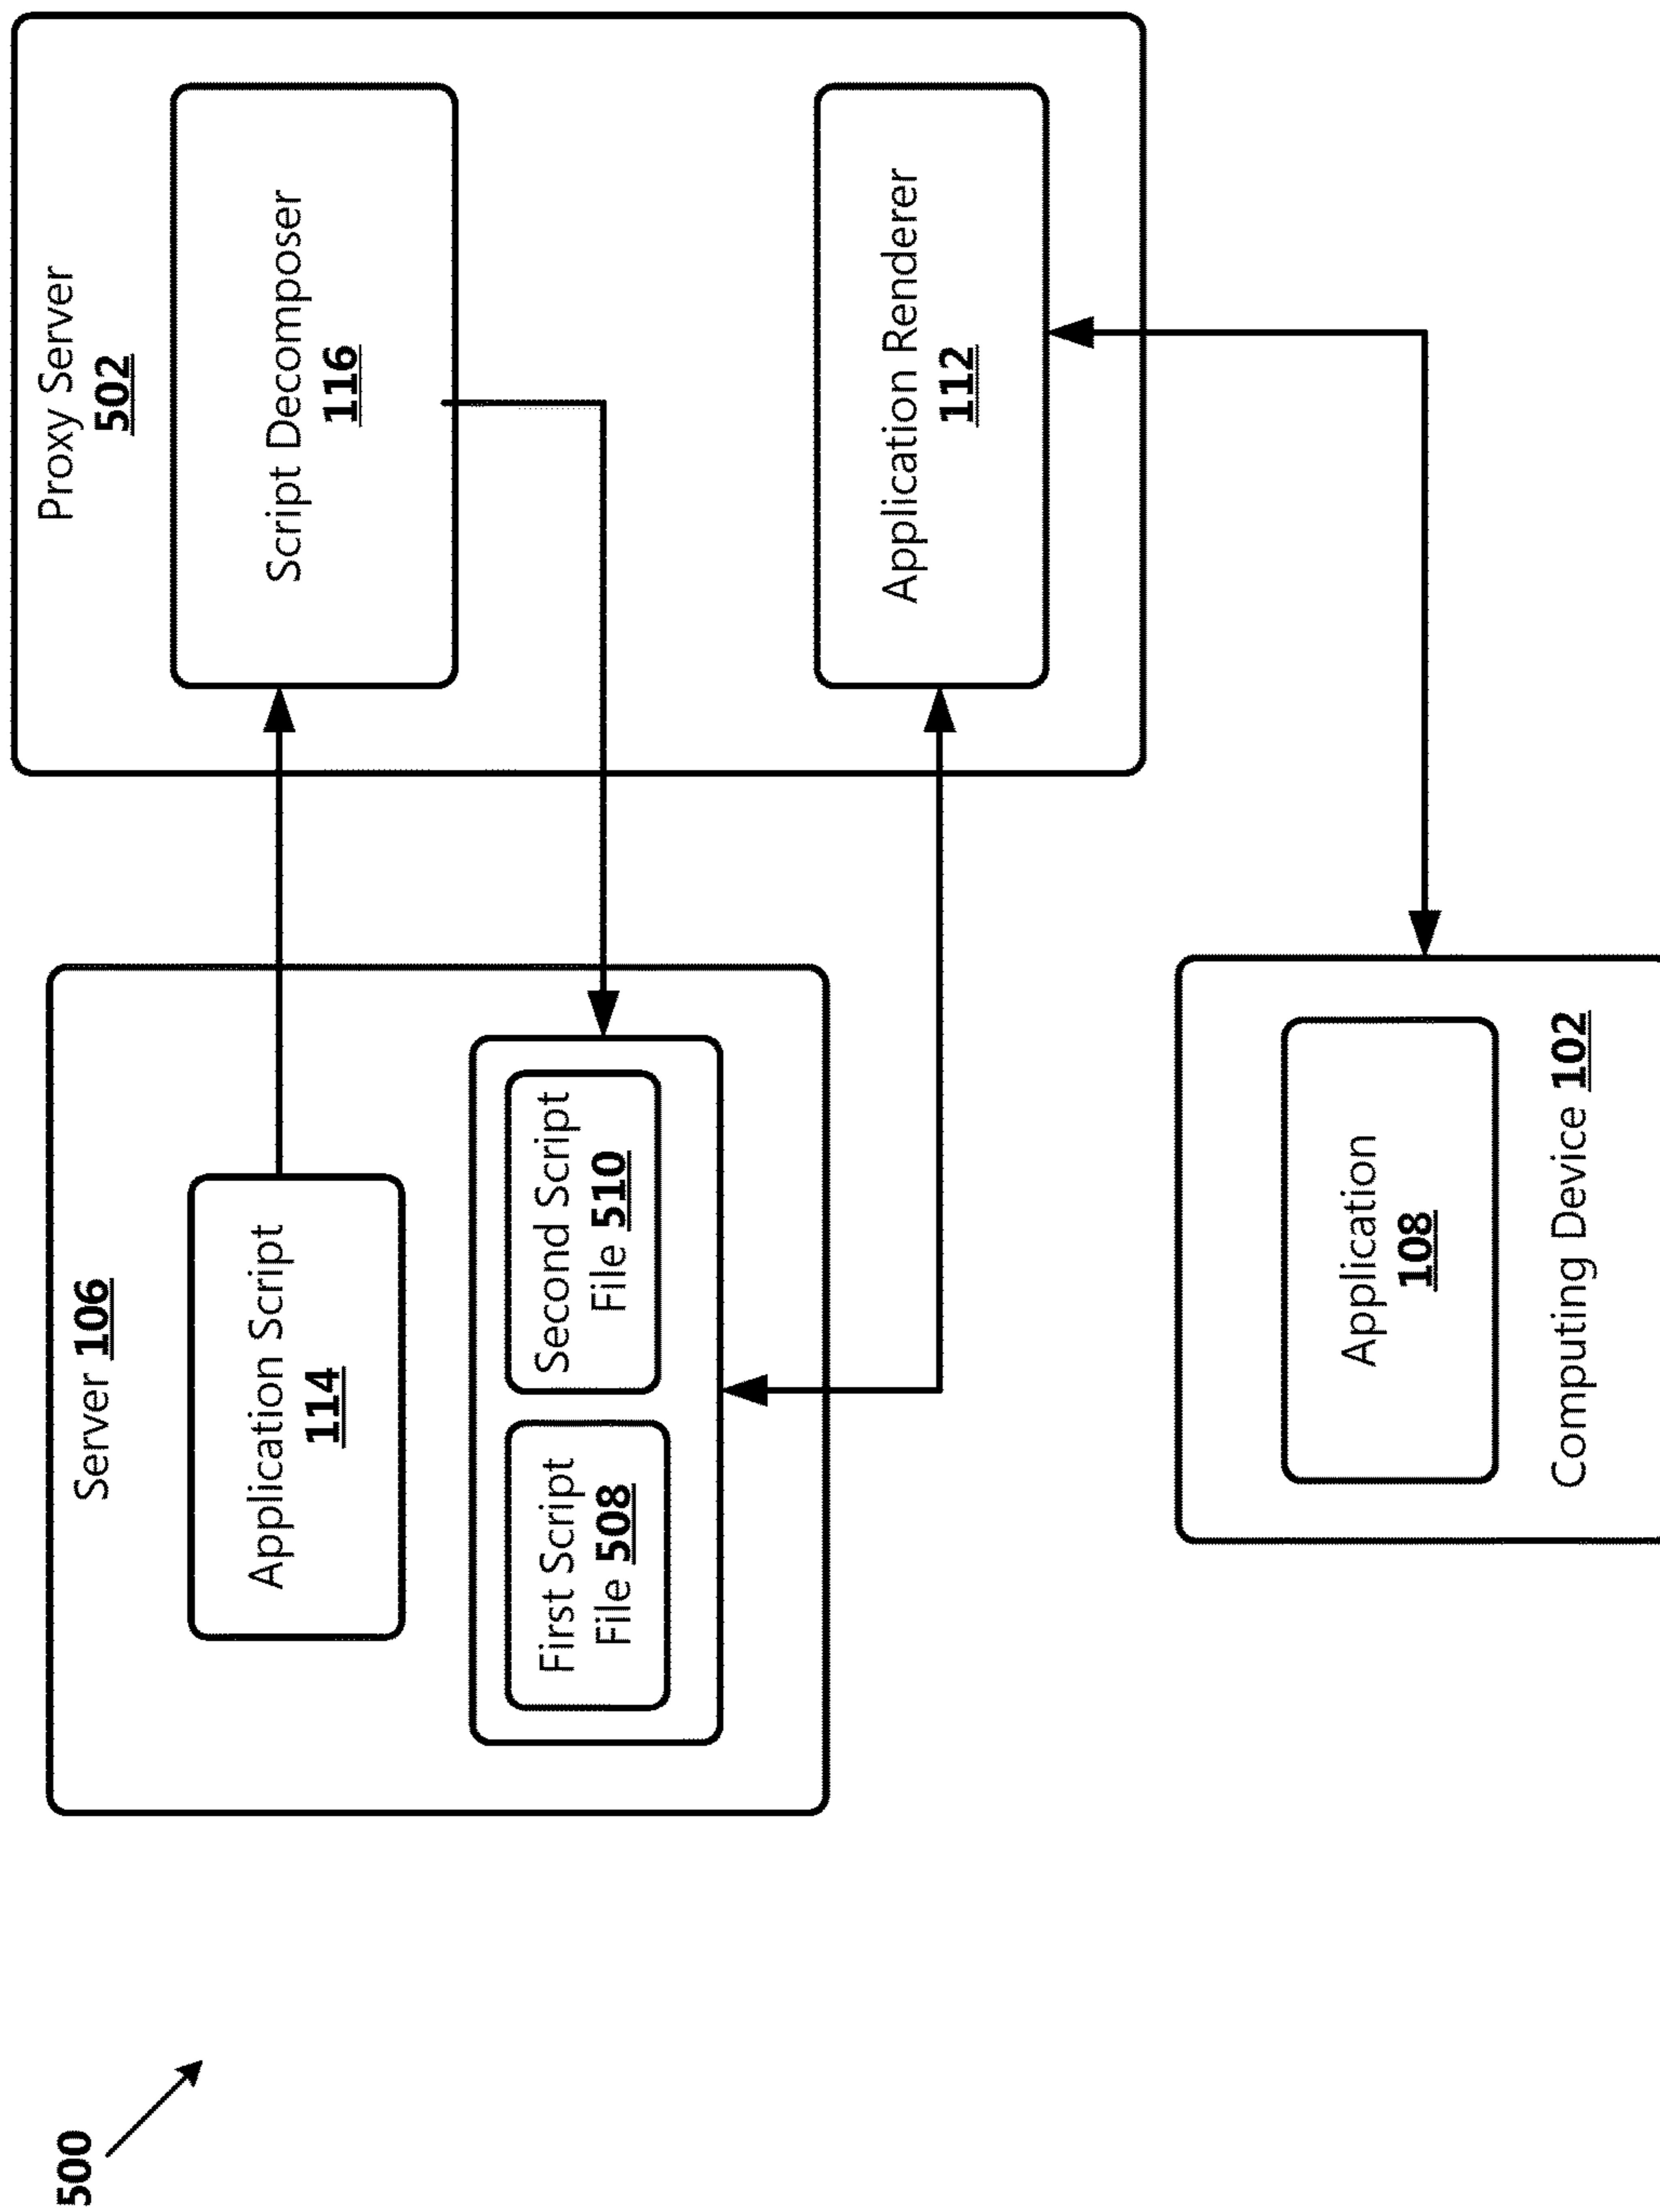 500
Server 106
Application Script
114
First Script
File 508
Second Script
File 510
Proxy Server
502
Script Decomposer
116
Application Renderer
112
Application
108
Computing Device 102